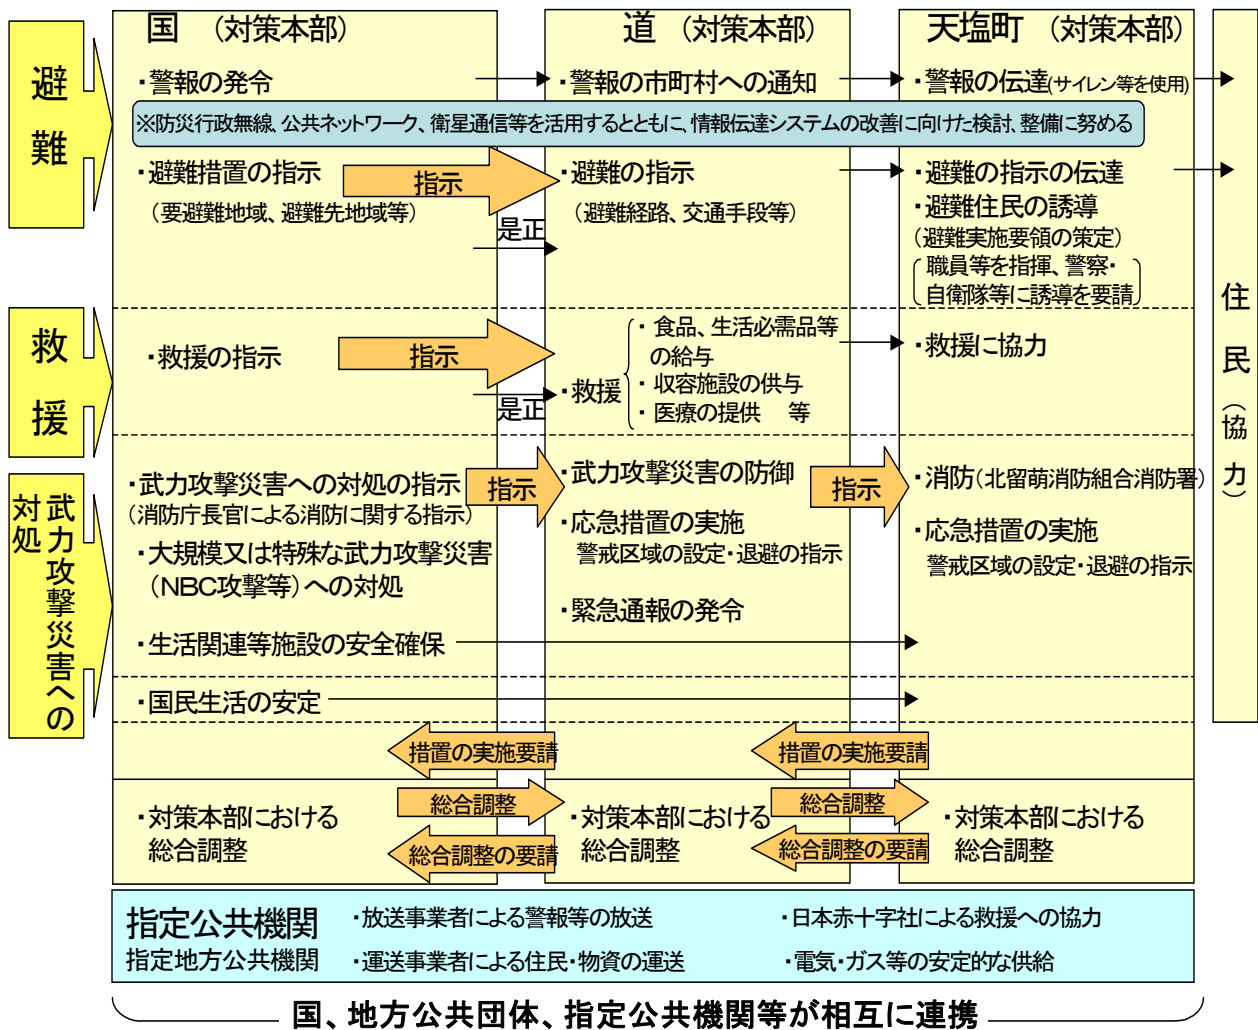 国 (対策本部)
道 (対策本部)
天塩町 (対策本部)
避難
・警報の発令
・警報の市町村への通知
・警報の伝達(サイレン等を使用)
※防災行政無線、公共ネットワーク、衛星通信等を活用するとともに、情報伝達システムの改善に向けた検討、整備に努める
・避難措置の指示
(要避難地域、避難先地域等)
指示
是正
・避難の指示
(避難経路、交通手段等)
・避難の指示の伝達
・避難住民の誘導
(避難実施要領の策定)
職員等を指揮、警察・
自衛隊等に誘導を要請
住民(協力)
救援
・救援の指示
指示
是正
・救援
・食品、生活必需品等
の給与
・収容施設の供与
・医療の提供 等
・救援に協力
武力攻撃災害への
対処
・武力攻撃災害への対処の指示
(消防庁長官による消防に関する指示)
・大規模又は特殊な武力攻撃災害
(NBC攻撃等)への対処
指示
・武力攻撃災害の防御
・応急措置の実施
警戒区域の設定・退避の指示
・緊急通報の発令
指示
・消防(北留萌消防組合消防署)
・応急措置の実施
警戒区域の設定・退避の指示
・生活関連等施設の安全確保
・国民生活の安定
措置の実施要請
措置の実施要請
・対策本部における
総合調整
総合調整
総合調整の要請
・対策本部における
総合調整
総合調整
総合調整の要請
・対策本部における
総合調整
指定公共機関
指定地方公共機関
・放送事業者による警報等の放送
・日本赤十字社による救援への協力
・運送事業者による住民・物資の運送
・電気・ガス等の安定的な供給
国、地方公共団体、指定公共機関等が相互に連携